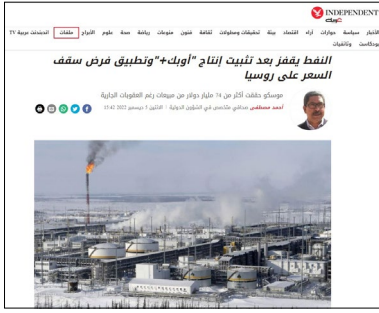 INDEPENDENT
عربية
الأخبار سياسة حوارات آراء اقتصاد بيئة تحقيقات ومطولات ثقافة فنون منوعات رياضة صحة علوم الأبراج ملفات اندبندنت عربية TV
بودكاست وثائقيات
النفط يقفز بعد تثبيت إنتاج "أوبك+"وتطبيق فرض سقف
السعر على روسيا
موسكو حققت أكثر من 74 مليار دولار من مبيعات رغم العقوبات الجارية
أحمد مصطفى صحافي متخصص في الشؤون الدولية | الاثنين 5 ديسمبر 2022 17:42